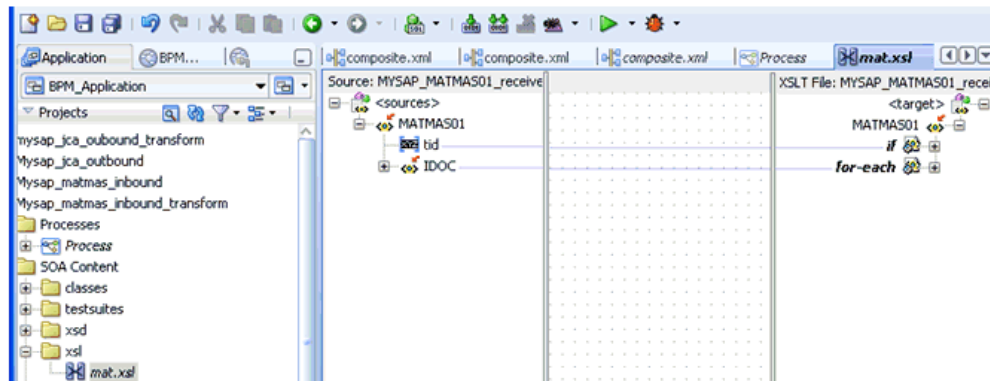 Application BPM... composite.xml composite.xml composite.xml Process mat.xsl
BPM_Application
Source: MYSAP_MATMAS01_receive XSLT File: MYSAP_MATMAS01_recei
Projects
<sources> <target>
MATMAS01 MATMAS01
mysap_jca_oubound_transform
tid if
Mysap_jca_outbound
IDOC for-each
Mysap_matmas_inbound
Mysap_matmas_inbound_transform
Processes
Process
SOA Content
classes
testsuites
xsd
xsl
mat.xsl